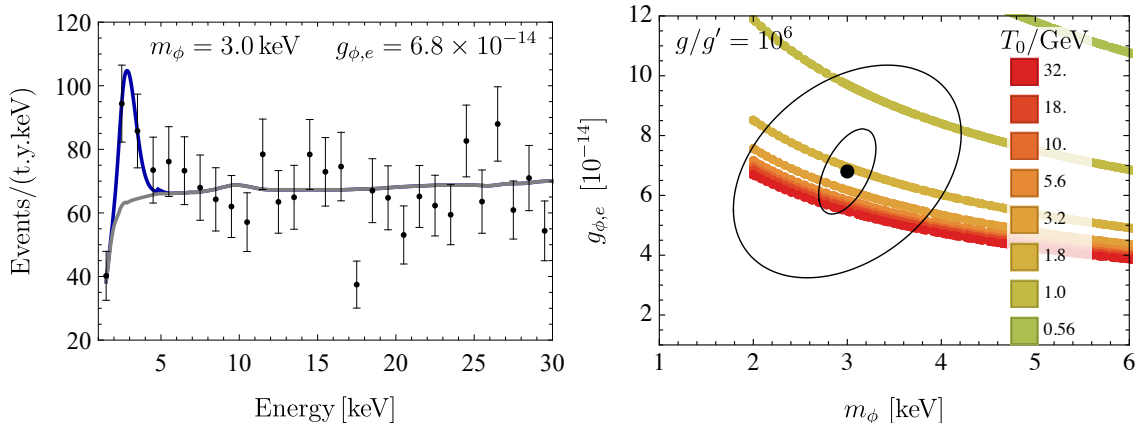 m_ϕ = 3.0 keV g_{ϕ,e} = 6.8 × 10^{-14}
120
100
80
60
40
20
Events/(t.y.keV)
5 10 15 20 25 30
Energy [keV]
g/g′ = 10^6
T_0/GeV
32.
18.
10.
5.6
3.2
1.8
1.0
0.56
12
10
8
6
4
2
g_{ϕ,e} [10^{-14}]
1 2 3 4 5 6
m_ϕ [keV]